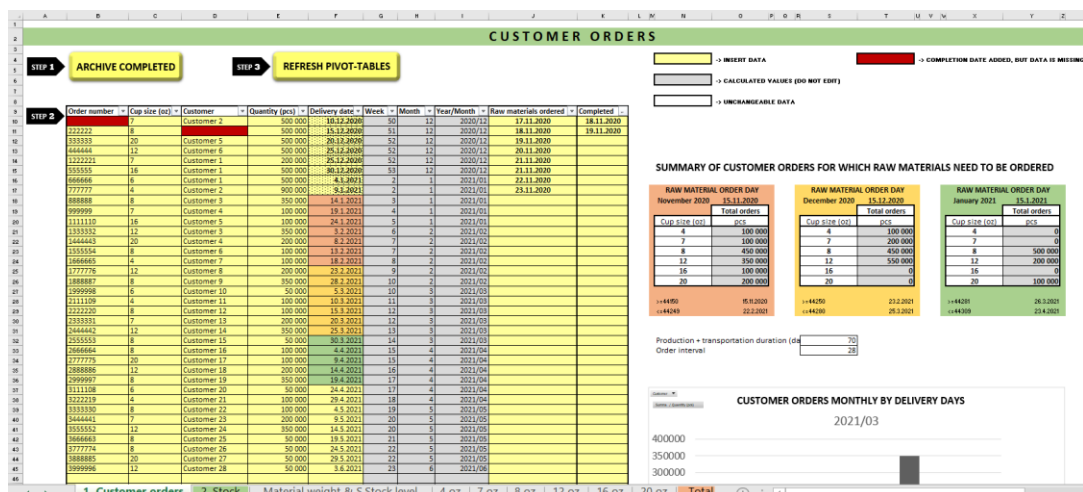 CUSTOMER ORDERS
STEP 1 ARCHIVE COMPLETED STEP 3 REFRESH PIVOT-TABLES
-> INSERT DATA -> COMPLETION DATE ADDED, BUT DATA IS MISSING
-> CALCULATED VALUES (DO NOT EDIT)
-> UNCHANGEABLE DATA
STEP 2
Order number Cup size (oz) Customer Quantity (pcs) Delivery date Week Month Year/Month Raw materials ordered Completed
7 Customer 2 500 000 10.12.2020 50 12 2020/12 17.11.2020 18.11.2020
222222 8 500 000 15.12.2020 51 12 2020/12 18.11.2020 19.11.2020
333333 20 Customer 5 500 000 20.12.2020 52 12 2020/12 19.11.2020
444444 12 Customer 6 500 000 25.12.2020 52 12 2020/12 20.11.2020
1222221 7 Customer 1 200 000 25.12.2020 52 12 2020/12 21.11.2020
555555 16 Customer 1 500 000 30.12.2020 53 12 2020/12 21.11.2020
666666 6 Customer 1 500 000 4.1.2021 2 1 2021/01 22.11.2020
777777 4 Customer 2 900 000 9.1.2021 2 1 2021/01 23.11.2020
888888 8 Customer 3 350 000 14.1.2021 3 1 2021/01
999999 7 Customer 4 100 000 19.1.2021 4 1 2021/01
1111110 16 Customer 5 100 000 24.1.2021 5 1 2021/01
1333332 12 Customer 3 350 000 3.2.2021 6 2 2021/02
1444443 20 Customer 4 200 000 8.2.2021 7 2 2021/02
1555554 8 Customer 6 100 000 13.2.2021 7 2 2021/02
1666665 4 Customer 7 100 000 18.2.2021 8 2 2021/02
1777776 12 Customer 8 200 000 23.2.2021 9 2 2021/02
1888887 8 Customer 9 350 000 28.2.2021 10 2 2021/02
1999998 6 Customer 10 50 000 5.3.2021 10 3 2021/03
2111109 4 Customer 11 100 000 10.3.2021 11 3 2021/03
2222220 8 Customer 12 100 000 15.3.2021 12 3 2021/03
2333331 7 Customer 13 200 000 20.3.2021 12 3 2021/03
2444442 12 Customer 14 350 000 25.3.2021 13 3 2021/03
2555553 8 Customer 15 50 000 30.3.2021 14 3 2021/03
2666664 8 Customer 16 100 000 4.4.2021 15 4 2021/04
2777775 20 Customer 17 100 000 9.4.2021 15 4 2021/04
2888886 12 Customer 18 200 000 14.4.2021 16 4 2021/04
2999997 8 Customer 19 350 000 19.4.2021 17 4 2021/04
3111108 6 Customer 20 50 000 24.4.2021 17 4 2021/04
3222219 4 Customer 21 100 000 29.4.2021 18 4 2021/04
3333330 8 Customer 22 100 000 4.5.2021 19 5 2021/05
3444441 7 Customer 23 200 000 9.5.2021 20 5 2021/05
3555552 12 Customer 24 350 000 14.5.2021 20 5 2021/05
3666663 8 Customer 25 50 000 19.5.2021 21 5 2021/05
3777774 8 Customer 26 50 000 24.5.2021 22 5 2021/05
3888885 20 Customer 27 50 000 29.5.2021 22 5 2021/05
3999996 12 Customer 28 50 000 3.6.2021 23 6 2021/06
SUMMARY OF CUSTOMER ORDERS FOR WHICH RAW MATERIALS NEED TO BE ORDERED
RAW MATERIAL ORDER DAY
November 2020 15.11.2020
Total orders
Cup size (oz) pcs
4 100 000
7 100 000
8 450 000
12 350 000
16 100 000
20 200 000
>=44150 15.11.2020
<=44249 22.2.2021
RAW MATERIAL ORDER DAY
December 2020 15.12.2020
Total orders
Cup size (oz) pcs
4 100 000
7 200 000
8 450 000
12 550 000
16 0
20 0
>=44250 23.2.2021
<=44280 25.3.2021
RAW MATERIAL ORDER DAY
January 2021 15.1.2021
Total orders
Cup size (oz) pcs
4 0
7 0
8 500 000
12 200 000
16 0
20 100 000
>=44281 26.3.2021
<=44309 23.4.2021
Production + transportation duration (da 70
Order interval 28
CUSTOMER ORDERS MONTHLY BY DELIVERY DAYS
2021/03
400000
350000
300000
1. Customer orders 2. Stock Material weight & S Stock level 4 oz 7 oz 8 oz 12 oz 16 oz 20 oz Total